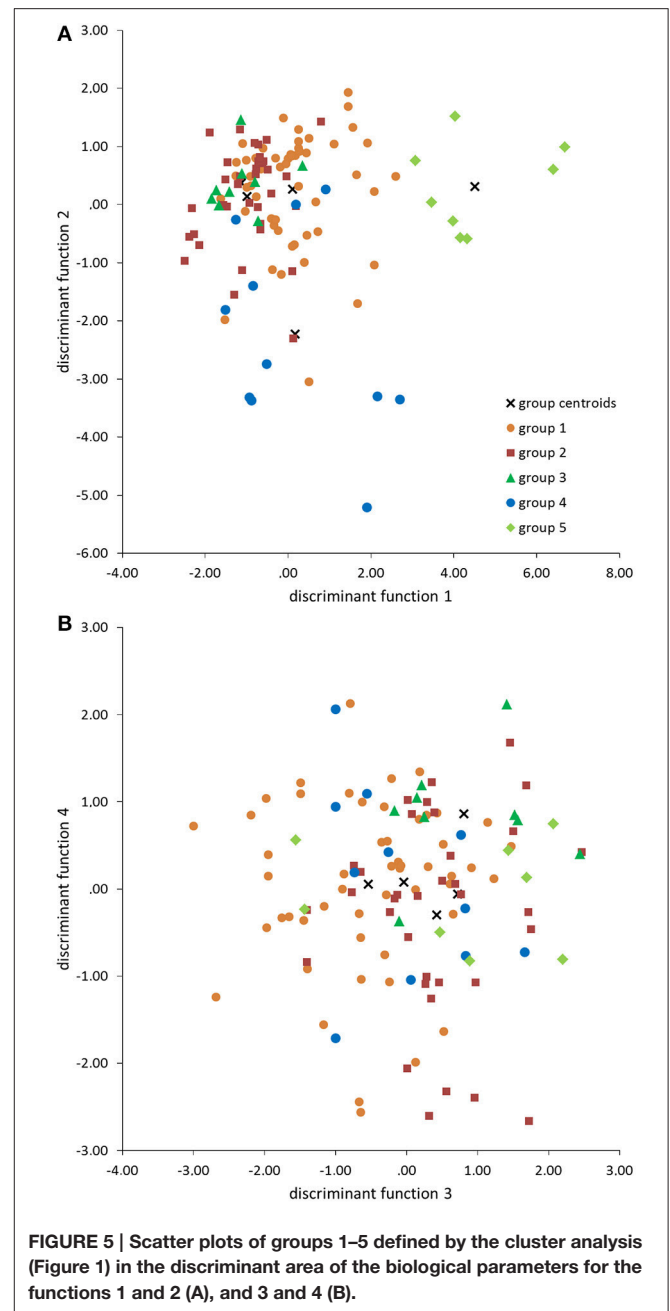 A
3.00
2.00
1.00
.00
-1.00
-2.00
-3.00
-4.00
-5.00
-6.00
discriminant function 2
group centroids
group 1
group 2
group 3
group 4
group 5
-4.00 -2.00 .00 2.00 4.00 6.00 8.00
discriminant function 1
B
3.00
2.00
1.00
.00
-1.00
-2.00
-3.00
discriminant function 4
-4.00 -3.00 -2.00 -1.00 .00 1.00 2.00 3.00
discriminant function 3
FIGURE 5 | Scatter plots of groups 1–5 defined by the cluster analysis
(Figure 1) in the discriminant area of the biological parameters for the
functions 1 and 2 (A), and 3 and 4 (B).